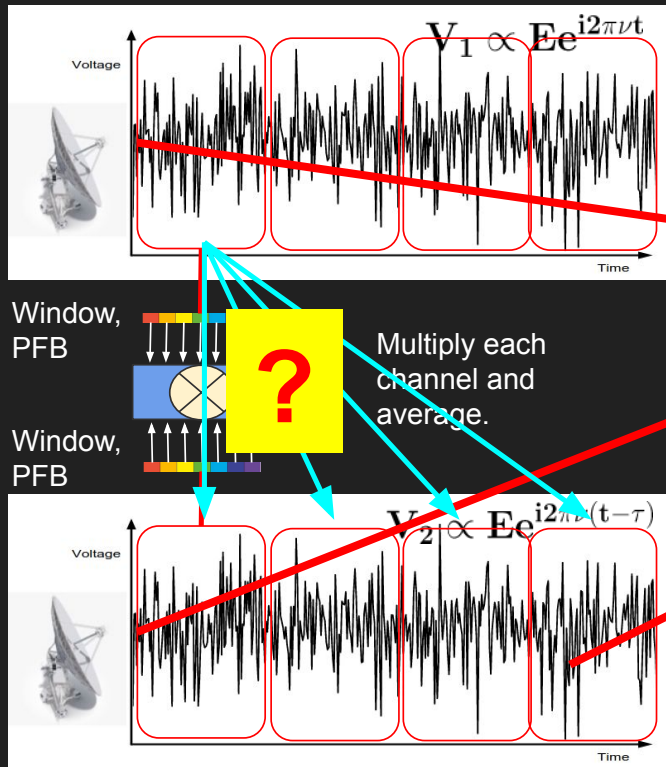 V₁ ∝ Ee^{i2πνt}
Voltage
Time
Window,
PFB
?
Multiply each
channel and
average.
Window,
PFB
V₂ ∝ Ee^{i2πν(t−τ)}
Voltage
Time